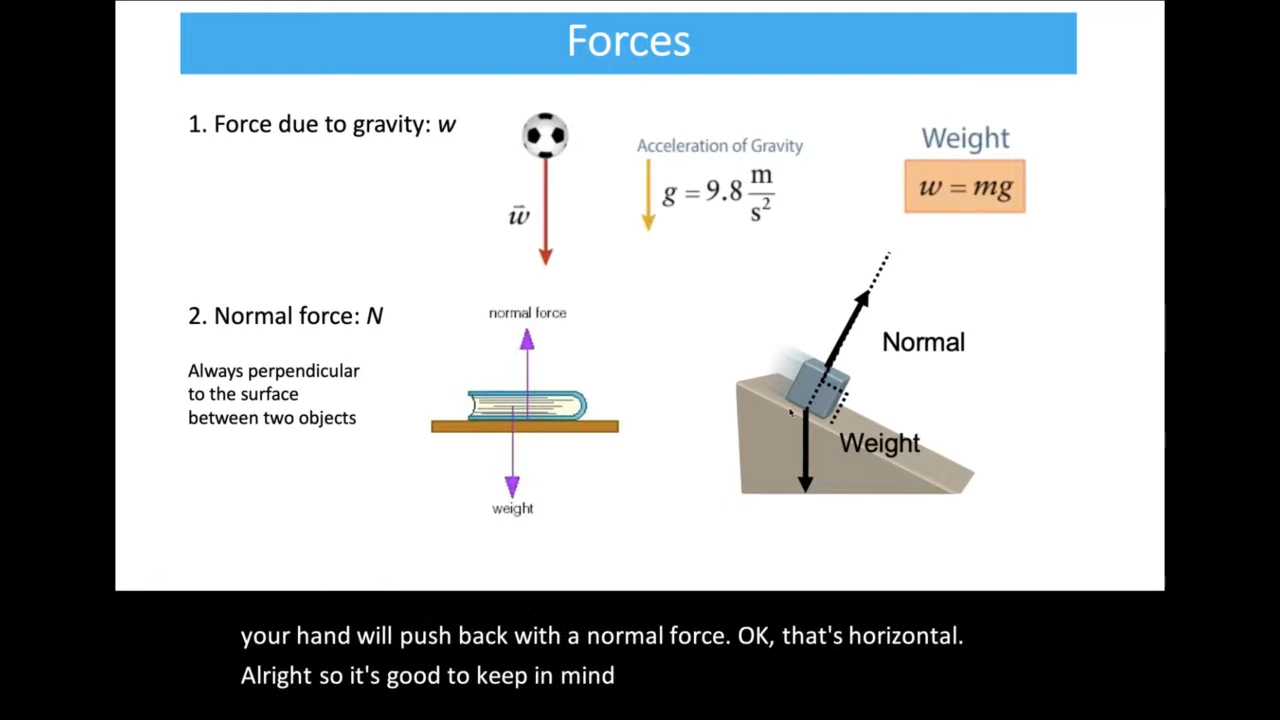 Forces
1. Force due to gravity: w
w⃗
Acceleration of Gravity
g = 9.8 m/s²
Weight
w = mg
2. Normal force: N
Always perpendicular
to the surface
between two objects
normal force
weight
Normal
Weight
your hand will push back with a normal force. OK, that's horizontal.
Alright so it's good to keep in mind